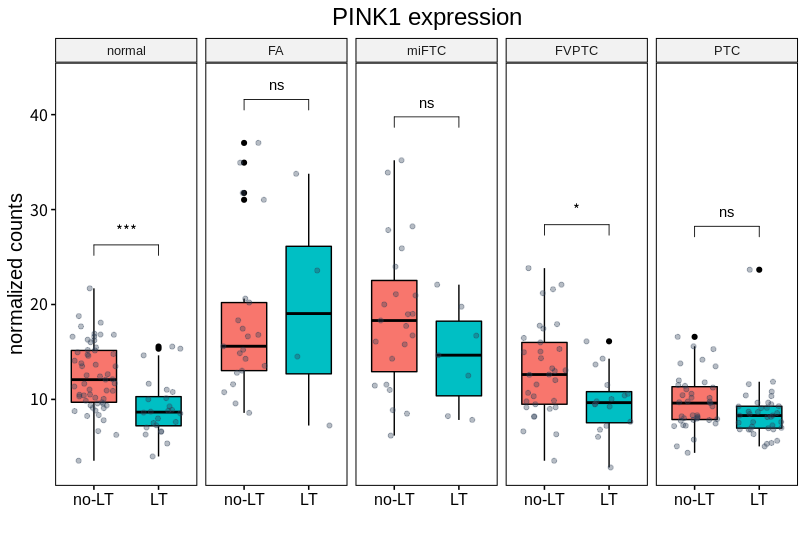 PINK1 expression
normal FA miFTC FVPTC PTC
normalized counts
40
30
20
10
*** ns ns * ns
no-LT LT no-LT LT no-LT LT no-LT LT no-LT LT